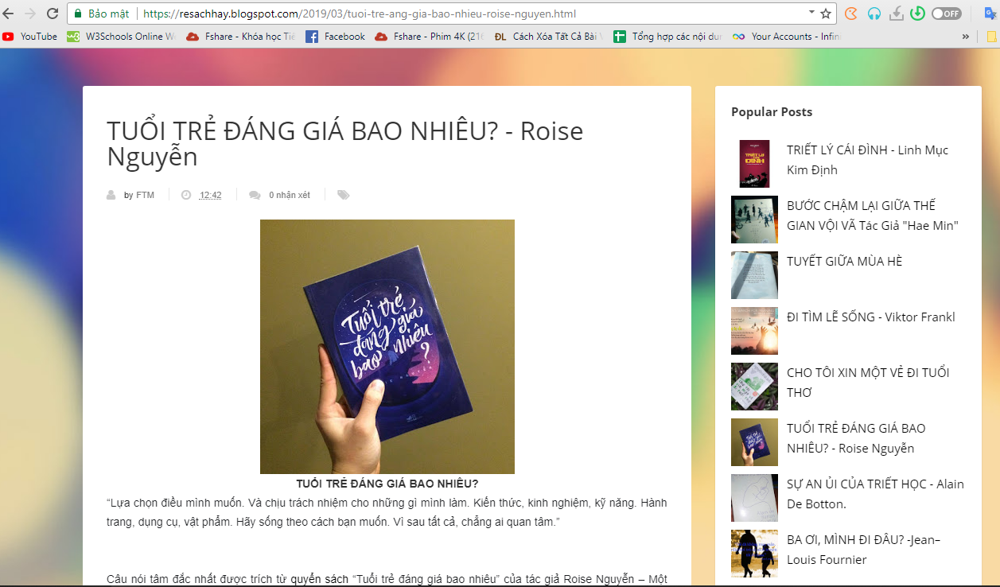 Bảo mật https://resachhay.blogspot.com/2019/03/tuoi-tre-ang-gia-bao-nhieu-roise-nguyen.html OFF
YouTube W3Schools Online W Fshare - Khóa học Tiế Facebook Fshare - Phim 4K (216 ĐL Cách Xóa Tất Cả Bài V Tổng hợp các nội dun Your Accounts - Infini »
TUỔI TRẺ ĐÁNG GIÁ BAO NHIÊU? - Roise
Nguyễn
by FTM 12:42 0 nhận xét
Tuổi trẻ
đáng giá
bao nhiêu?
TUỔI TRẺ ĐÁNG GIÁ BAO NHIÊU?
“Lựa chọn điều mình muốn. Và chịu trách nhiệm cho những gì mình làm. Kiến thức, kinh nghiệm, kỹ năng. Hành
trang, dụng cụ, vật phẩm. Hãy sống theo cách bạn muốn. Vì sau tất cả, chẳng ai quan tâm.”
Câu nói tâm đắc nhất được trích từ quyển sách “Tuổi trẻ đáng giá bao nhiêu” của tác giả Roise Nguyễn – Một
Popular Posts
TRIẾT LÝ CÁI ĐÌNH - Linh Mục
Kim Định
BƯỚC CHẬM LẠI GIỮA THẾ
GIAN VỘI VÃ Tác Giả "Hae Min"
TUYẾT GIỮA MÙA HÈ
ĐI TÌM LẼ SỐNG - Viktor Frankl
CHO TÔI XIN MỘT VẺ ĐI TUỔI
THƠ
TUỔI TRẺ ĐÁNG GIÁ BAO
NHIÊU? - Roise Nguyễn
SỰ AN ỦI CỦA TRIẾT HỌC - Alain
De Botton.
BA ƠI, MÌNH ĐI ĐÂU? -Jean–
Louis Fournier